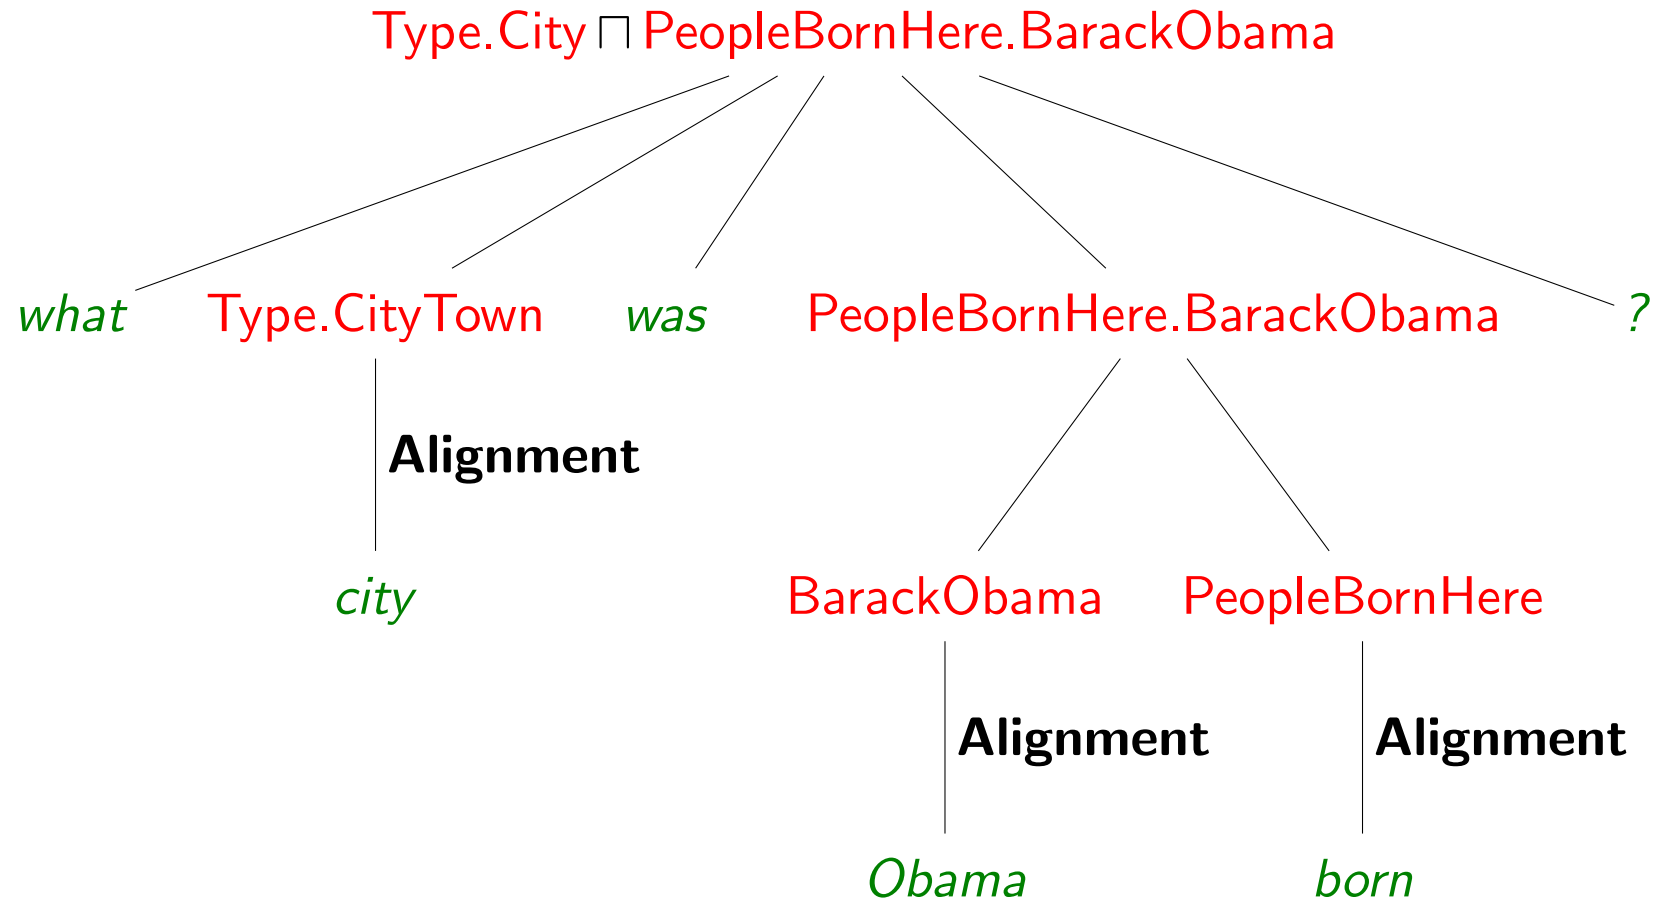 Type.City ⊓ PeopleBornHere.BarackObama
what Type.CityTown was PeopleBornHere.BarackObama ?
Alignment
city BarackObama PeopleBornHere
Alignment Alignment
Obama born